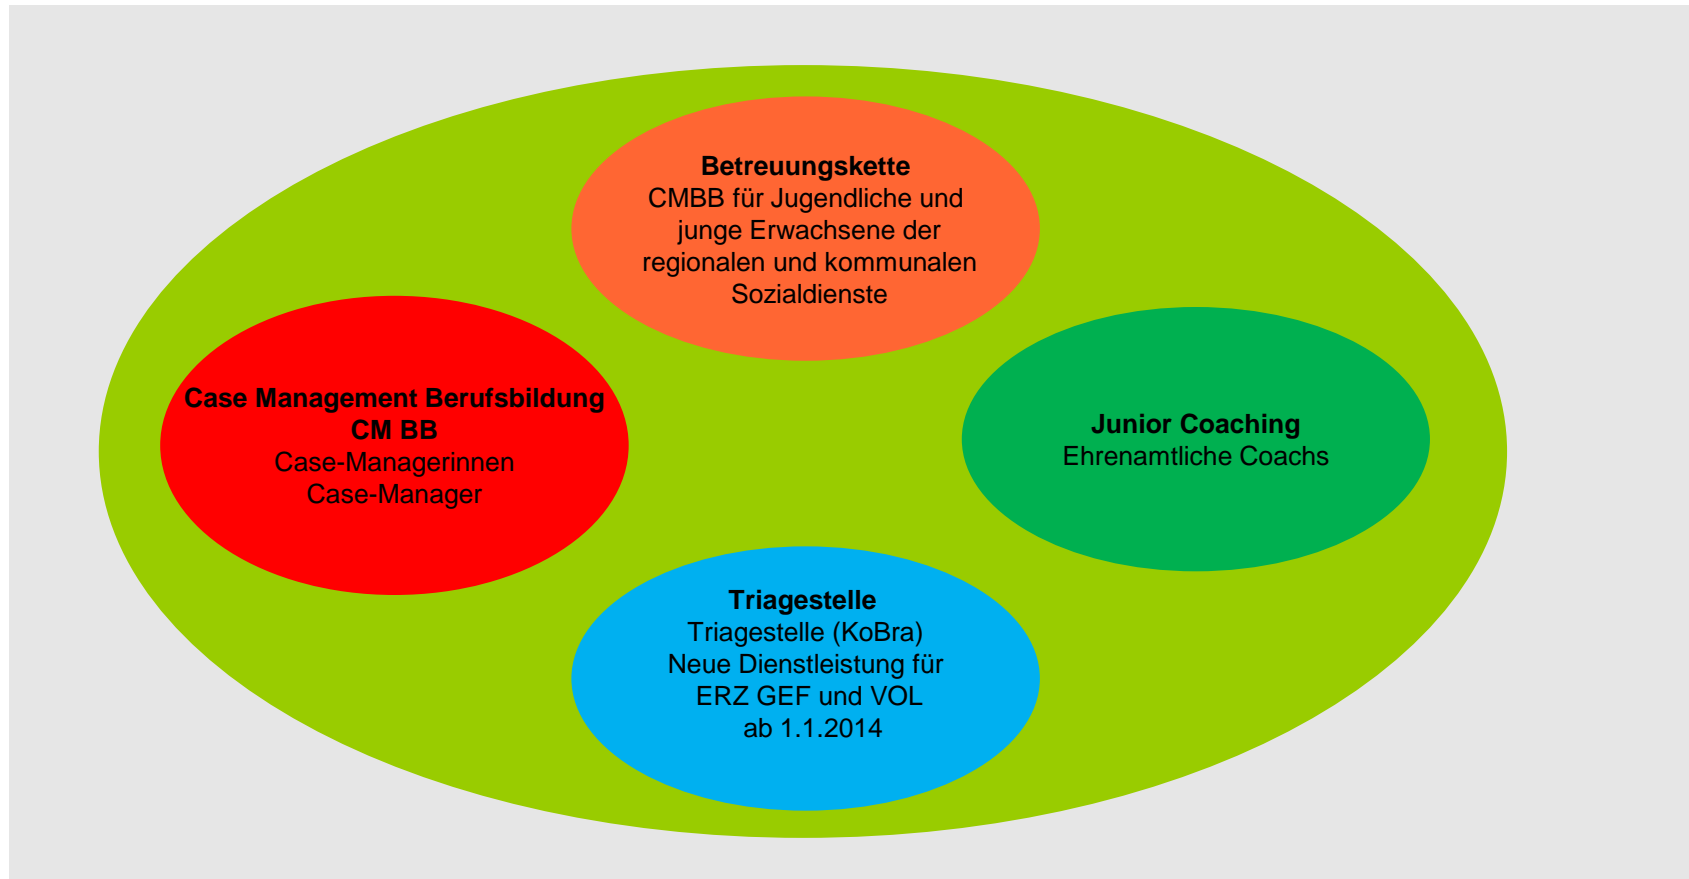 Betreuungskette
CMBB für Jugendliche und
junge Erwachsene der
regionalen und kommunalen
Sozialdienste
Case Management Berufsbildung
CM BB
Case-Managerinnen
Case-Manager
Junior Coaching
Ehrenamtliche Coachs
Triagestelle
Triagestelle (KoBra)
Neue Dienstleistung für
ERZ GEF und VOL
ab 1.1.2014